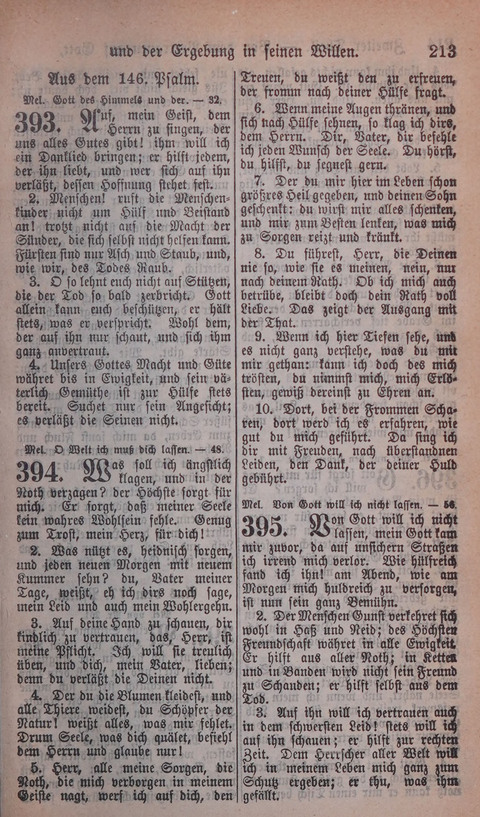 und der Ergebung in seinen Willen. 213
Aus dem 146. Psalm.
Mel. Gott des Himmels und der. — 32.
393. Auf, mein Geist, dem
Herrn zu singen, der
uns alles Gutes gibt! ihm will ich
ein Danklied bringen; er hilft jedem,
der ihn liebt, und wer sich auf ihn
verläßt, dessen Hoffnung stehet fest.
2. Menschen! ruft die Menschen-
kinder nicht um Hülf und Beistand
an! trotzt nicht auf die Macht der
Sünder, die sich selbst nicht helfen kann.
Fürsten sind nur Asch und Staub, und,
wie wir, des Todes Raub.
3. O so lehnt euch nicht auf Stützen,
die der Tod so bald zerbricht. Gott
allein kann euch beschützen, er hält
stets, was er verspricht. Wohl dem,
der auf ihn nur schaut, und sich ihm
ganz anvertraut.
4. Unsers Gottes Macht und Güte
währet bis in Ewigkeit, und sein vä-
terlich Gemüthe ist zur Hülfe stets
bereit. Suchet nur sein Angesicht;
es verläßt die Seinen nicht.
Mel. O Welt ich muß dich lassen. — 48.
394. Was soll ich ängstlich
klagen, und in der
Noth verzagen? der Höchste sorgt für
mich. Er sorgt, daß meiner Seele
kein wahres Wohlsein fehle. Genug
zum Trost, mein Herz, für dich!
2. Was nützt es, heidnisch sorgen,
und jeden neuen Morgen mit neuem
Kummer sehn? du, Vater meiner
Tage, weißt, eh ich dirs noch sage,
mein Leid und auch mein Wohlergehn.
3. Auf deine Hand zu schauen, dir
kindlich zu vertrauen, das, Herr, ist
meine Pflicht. Ich will sie treulich
üben, und dich, mein Vater, lieben;
denn du verläßt die Deinen nicht.
4. Der du die Blumen kleidest, und
alle Thiere weidest, du Schöpfer der
Natur! weißt alles, was mir fehlet.
Drum Seele, was dich quälet, befiehl
dem Herrn und glaube nur!
5. Herr, alle meine Sorgen, die
Noth, die mich verborgen in meinem
Geiste nagt, werf ich auf dich, den
Treuen, du weißt den zu erfreuen,
der fromm nach deiner Hülfe fragt.
6. Wenn meine Augen thränen, und
sich nach Hülfe sehnen, so klag ich dirs,
dem Herrn. Dir, Vater, dir befehle
ich jeden Wunsch der Seele. Du hörst,
du hilfst, du segnest gern.
7. Der du mir hier im Leben schon
größres Heil gegeben, und deinen Sohn
geschenkt: du wirst mir alles schenken,
und mir zum Besten lenken, was mich
zu Sorgen reizt und kränkt.
8. Du führest, Herr, die Deinen
nie so, wie sie es meinen, nein, nur
nach deinem Rath. Ob ich mich auch
betrübe, bleibt doch dein Rath voll
Liebe. Das zeigt der Ausgang mit
der That.
9. Wenn ich hier Tiefen sehe, und
es nicht ganz verstehe, was du mit
mir gethan: kann ich doch des mich
trösten, du nimmst mich, mich Erlö-
sten, gewiß dereinst zu Ehren an.
10. Dort, bei der Frommen Scha-
ren, dort werd ich es erfahren, wie
gut du mich geführt. Da sing ich
dir mit Freuden, nach überstandnen
Leiden, den Dank, der deiner Huld
gebührt.
Mel. Von Gott will ich nicht lassen. — 56.
395. Von Gott will ich nicht
lassen, mein Gott kam
mir zuvor, da auf unsichern Straßen
ich irrend mich verlor. Wie hülfreich
fand ich ihn! am Abend, wie am
Morgen mich huldreich zu versorgen,
ist nun sein ganz Bemühn.
2. Der Menschen Gunst verkehret sich
wohl in Haß und Neid; des Höchsten
Freundschaft währet in alle Ewigkeit.
Er hilft aus aller Noth; in Ketten
und in Banden wird nicht sein Freund
zu Schanden; er hilft selbst aus dem
Tod.
3. Auf ihn will ich vertrauen auch
in dem schwersten Leid! stets will ich
auf ihn schauen; er hilft zur rechten
Zeit. Dem Herrscher aller Welt will
ich in meinem Leben mich ganz zum
Schutz ergeben; er thu, was ihm
gefällt.